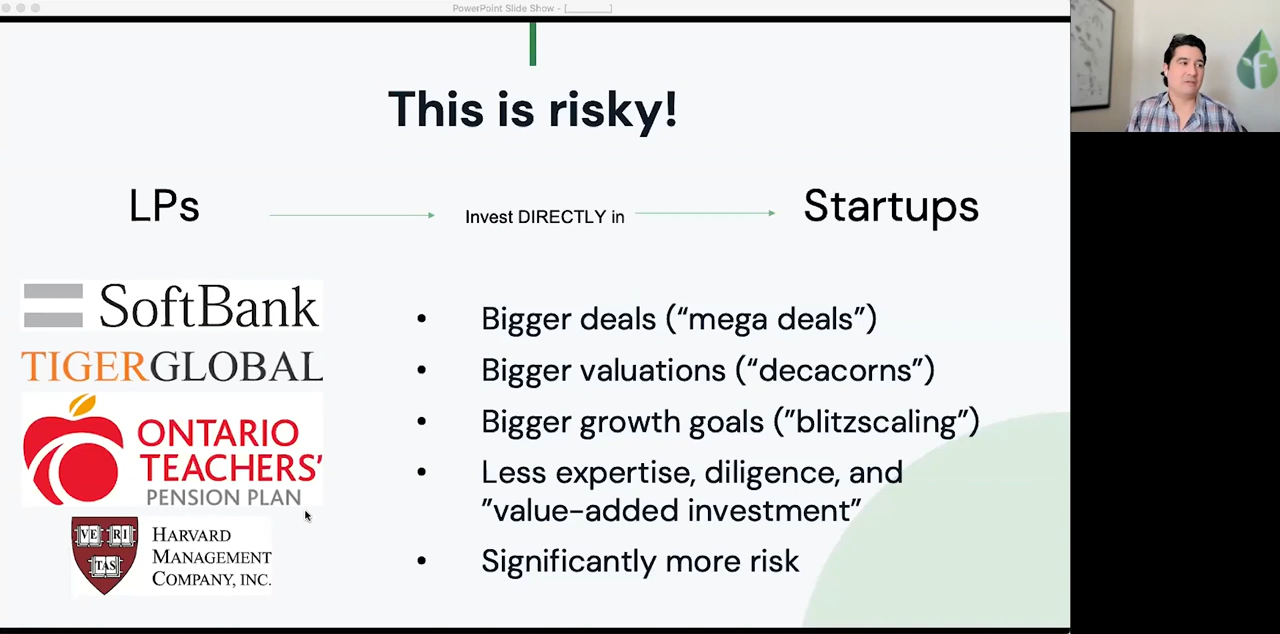 PowerPoint Slide Show - [________]
This is risky!
LPs
Invest DIRECTLY in
Startups
SoftBank
TIGERGLOBAL
ONTARIO
TEACHERS’
PENSION PLAN
VE RI
TAS
HARVARD
MANAGEMENT
COMPANY, INC.
• Bigger deals (“mega deals”)
• Bigger valuations (“decacorns”)
• Bigger growth goals (”blitzscaling”)
• Less expertise, diligence, and
”value-added investment”
• Significantly more risk
f